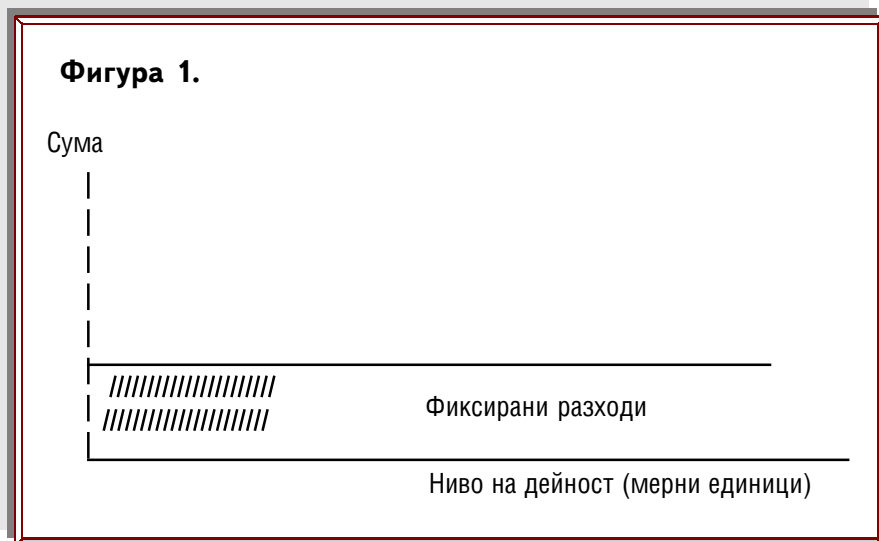 Фигура 1.
Сума
Фиксирани разходи
Ниво на дейност (мерни единици)